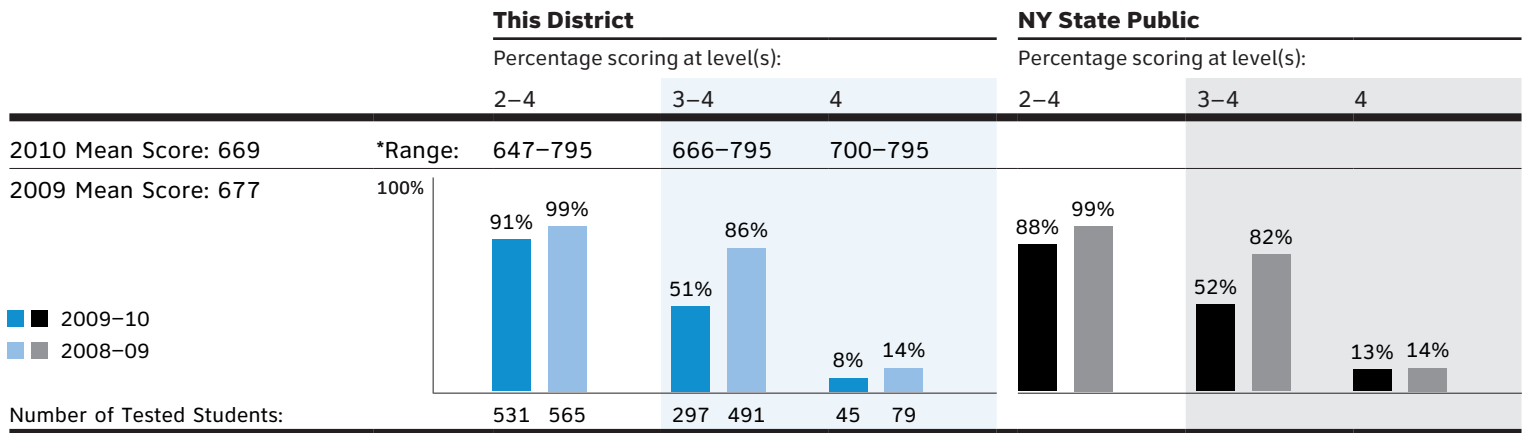 This District NY State Public
Percentage scoring at level(s): Percentage scoring at level(s):
2–4 3–4 4 2–4 3–4 4
2010 Mean Score: 669 *Range: 647–795 666–795 700–795
2009 Mean Score: 677 100%
91% 99% 51% 86% 8% 14% 88% 99% 52% 82% 13% 14%
2009–10
2008–09
Number of Tested Students: 531 565 297 491 45 79